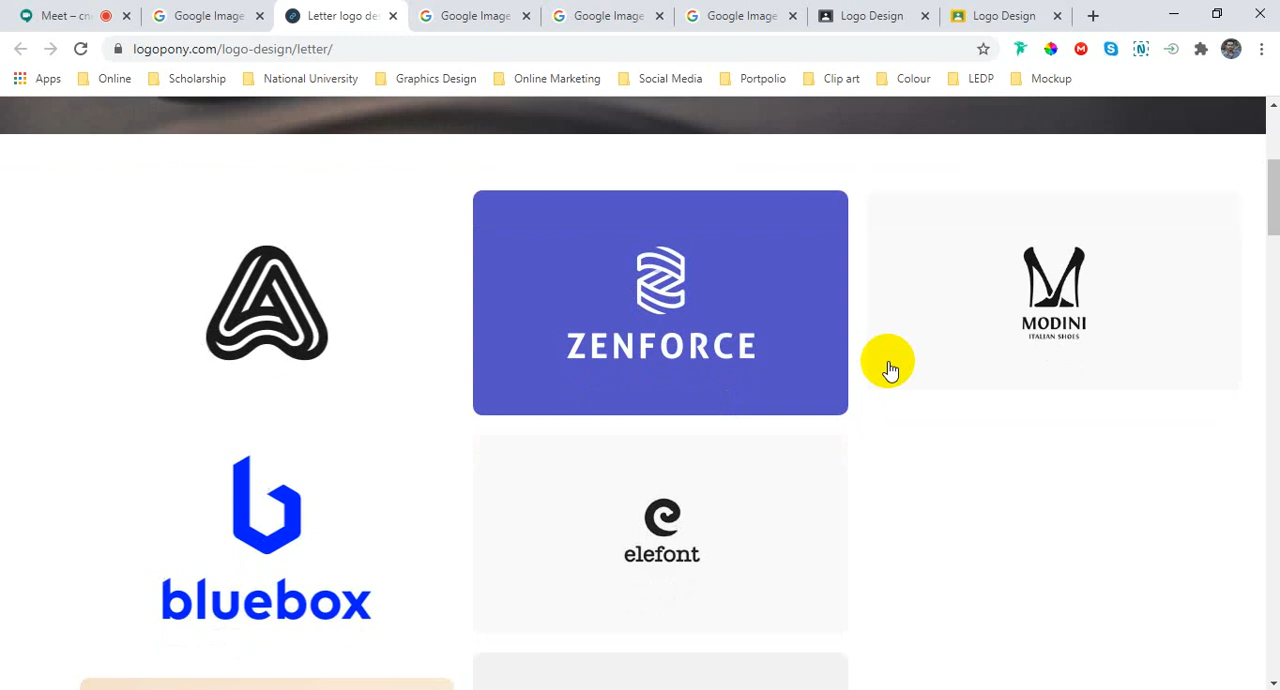 Meet – cn
Google Image
Letter logo de
Google Image
Google Image
Google Image
Logo Design
Logo Design
logopony.com/logo-design/letter/
Apps
Online
Scholarship
National University
Graphics Design
Online Marketing
Social Media
Portpolio
Clip art
Colour
LEDP
Mockup
ZENFORCE
MODINI
ITALIAN SHOES
bluebox
elefont